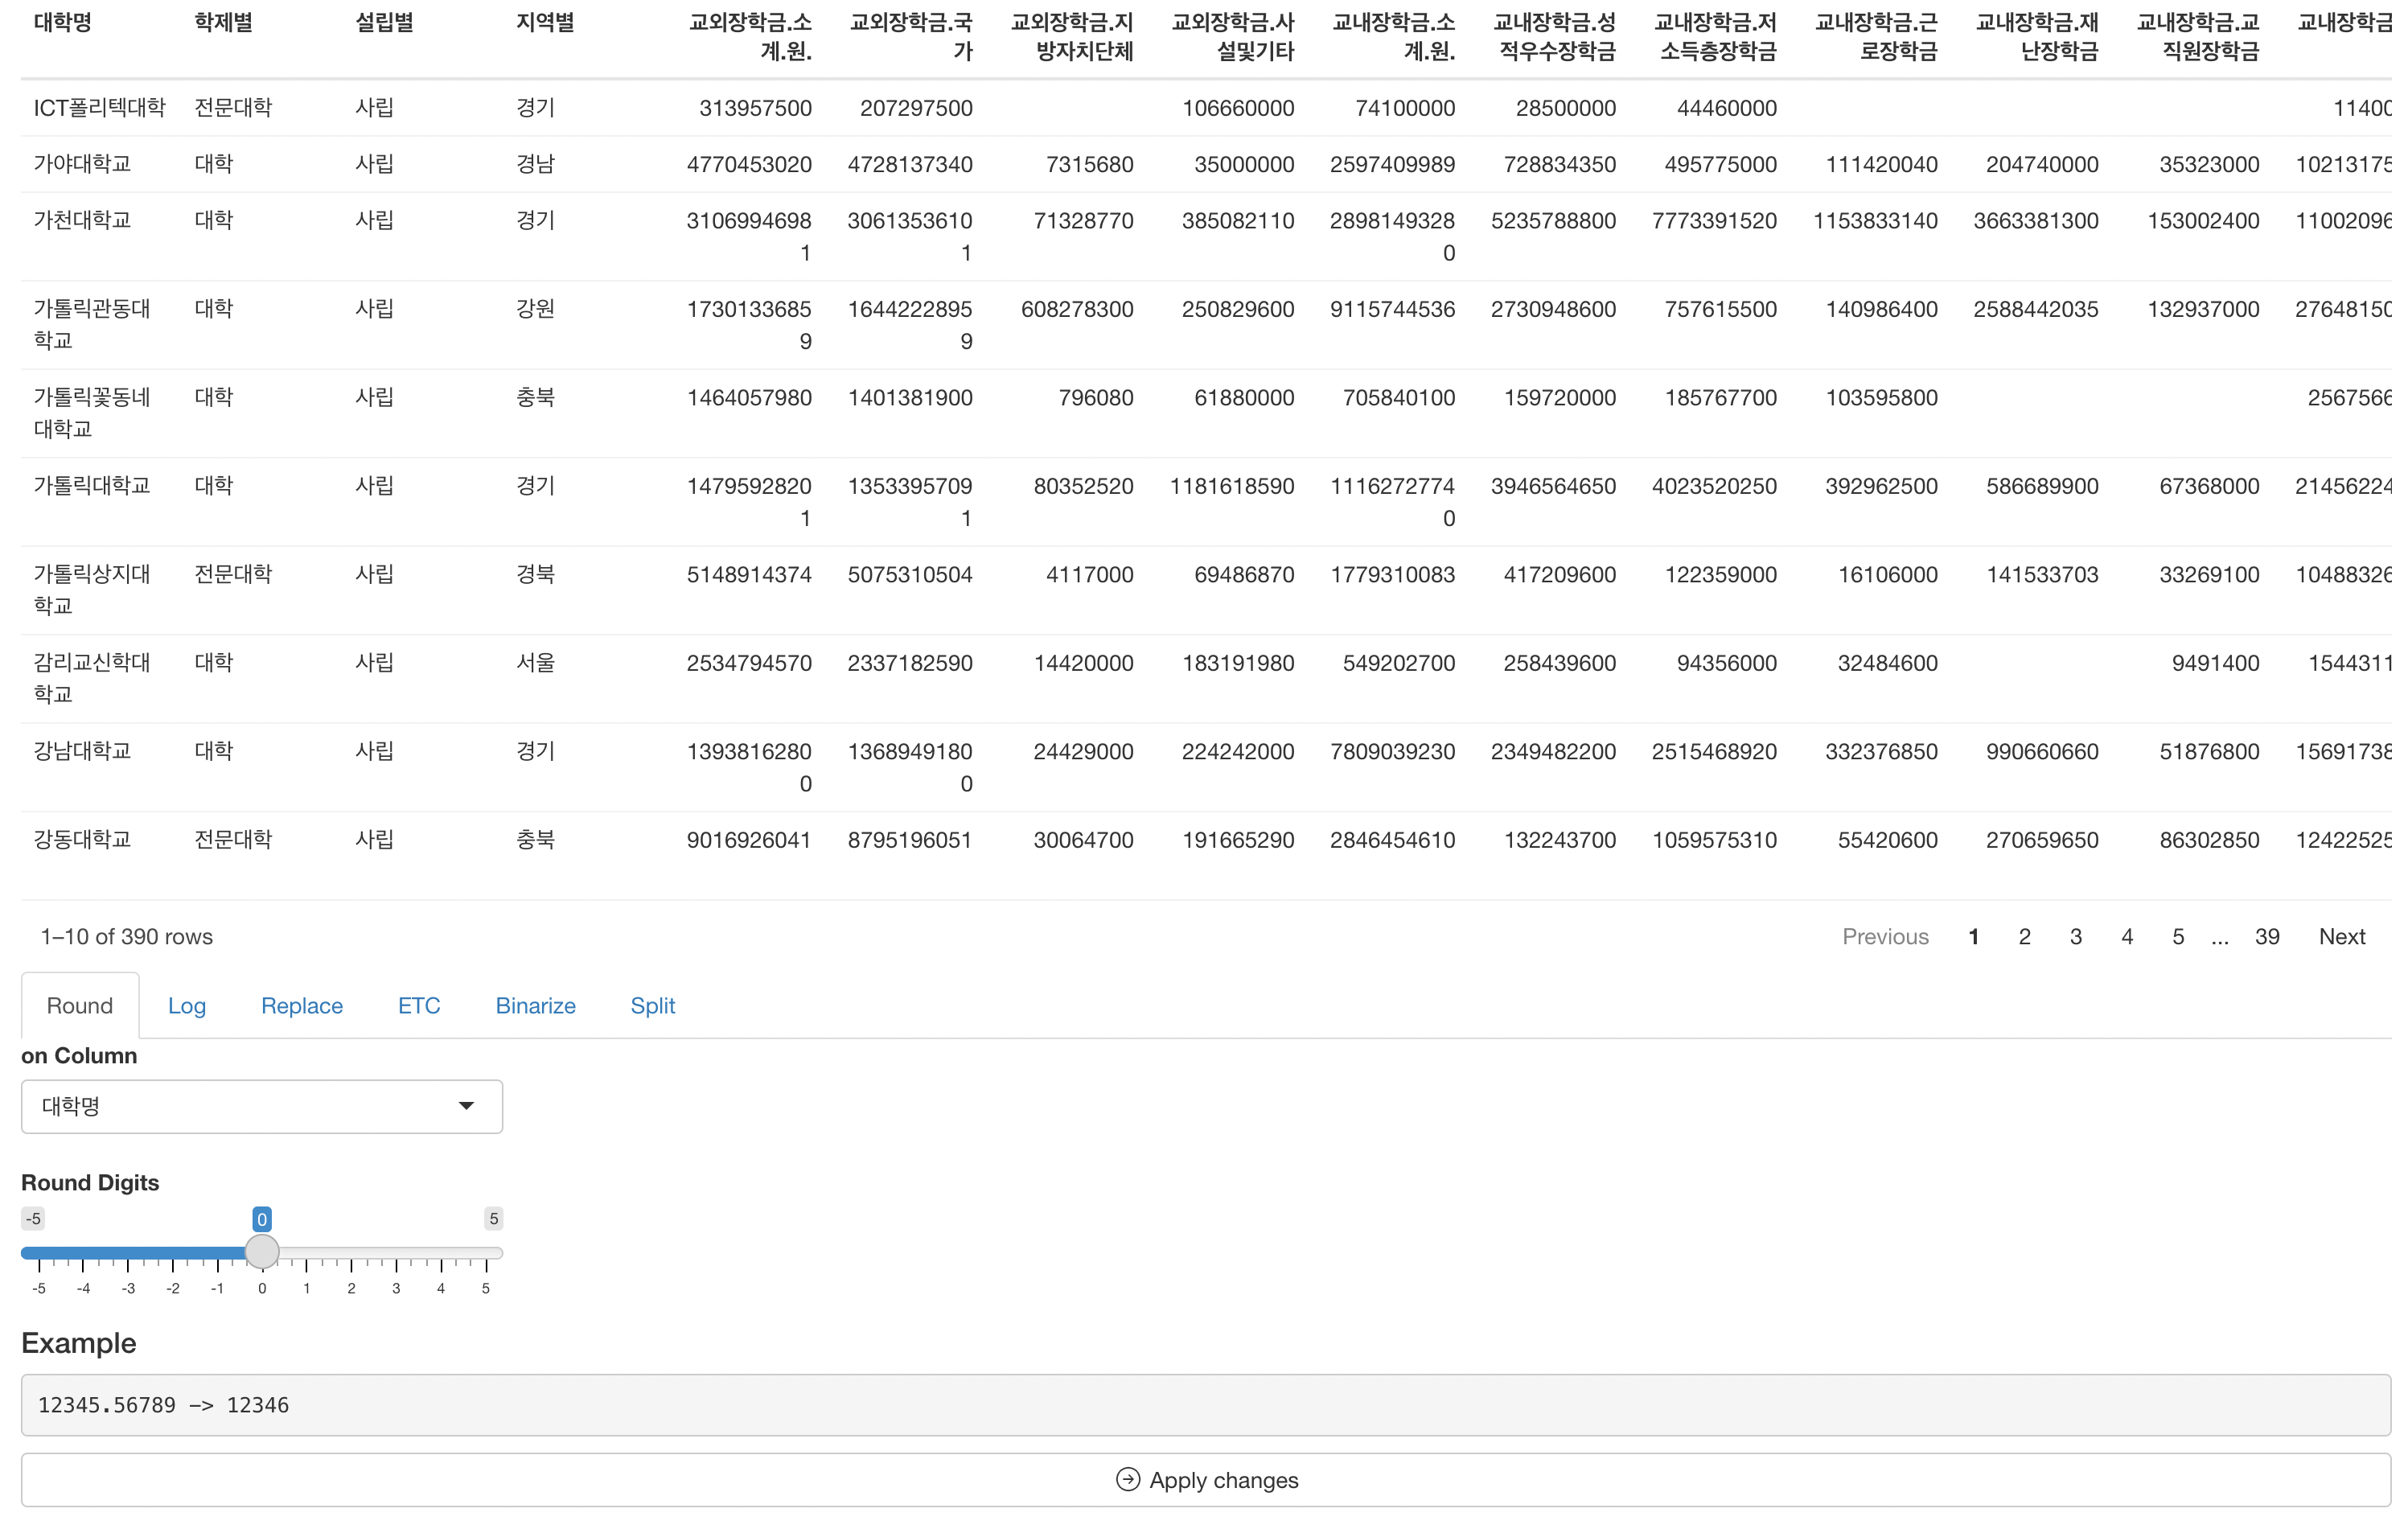 대학명 학제별 설립별 지역별 교외장학금.소 교외장학금.국 교외장학금.지 교외장학금.사 교내장학금.소 교내장학금.성 교내장학금.저 교내장학금.근 교내장학금.재 교내장학금.교 교내장학금
계.원. 가 방자치단체 설및기타 계.원. 적우수장학금 소득층장학금 로장학금 난장학금 직원장학금
ICT폴리텍대학 전문대학 사립 경기 313957500 207297500 106660000 74100000 28500000 44460000 11400
가야대학교 대학 사립 경남 4770453020 4728137340 7315680 35000000 2597409989 728834350 495775000 111420040 204740000 35323000 10213175
가천대학교 대학 사립 경기 3106994698 3061353610 71328770 385082110 2898149328 5235788800 7773391520 1153833140 3663381300 153002400 11002096
1 1 0
가톨릭관동대 대학 사립 강원 1730133685 1644222895 608278300 250829600 9115744536 2730948600 757615500 140986400 2588442035 132937000 27648150
학교 9 9
가톨릭꽃동네 대학 사립 충북 1464057980 1401381900 796080 61880000 705840100 159720000 185767700 103595800 2567566
대학교
가톨릭대학교 대학 사립 경기 1479592820 1353395709 80352520 1181618590 1116272774 3946564650 4023520250 392962500 586689900 67368000 21456224
1 1 0
가톨릭상지대 전문대학 사립 경북 5148914374 5075310504 4117000 69486870 1779310083 417209600 122359000 16106000 141533703 33269100 10488326
학교
감리교신학대 대학 사립 서울 2534794570 2337182590 14420000 183191980 549202700 258439600 94356000 32484600 9491400 1544311
학교
강남대학교 대학 사립 경기 1393816280 1368949180 24429000 224242000 7809039230 2349482200 2515468920 332376850 990660660 51876800 15691738
0 0
강동대학교 전문대학 사립 충북 9016926041 8795196051 30064700 191665290 2846454610 132243700 1059575310 55420600 270659650 86302850 12422525
1–10 of 390 rows Previous 1 2 3 4 5 ... 39 Next
Round Log Replace ETC Binarize Split
on Column
대학명
Round Digits
-5 0 5
-5 -4 -3 -2 -1 0 1 2 3 4 5
Example
12345.56789 —> 12346
Apply changes